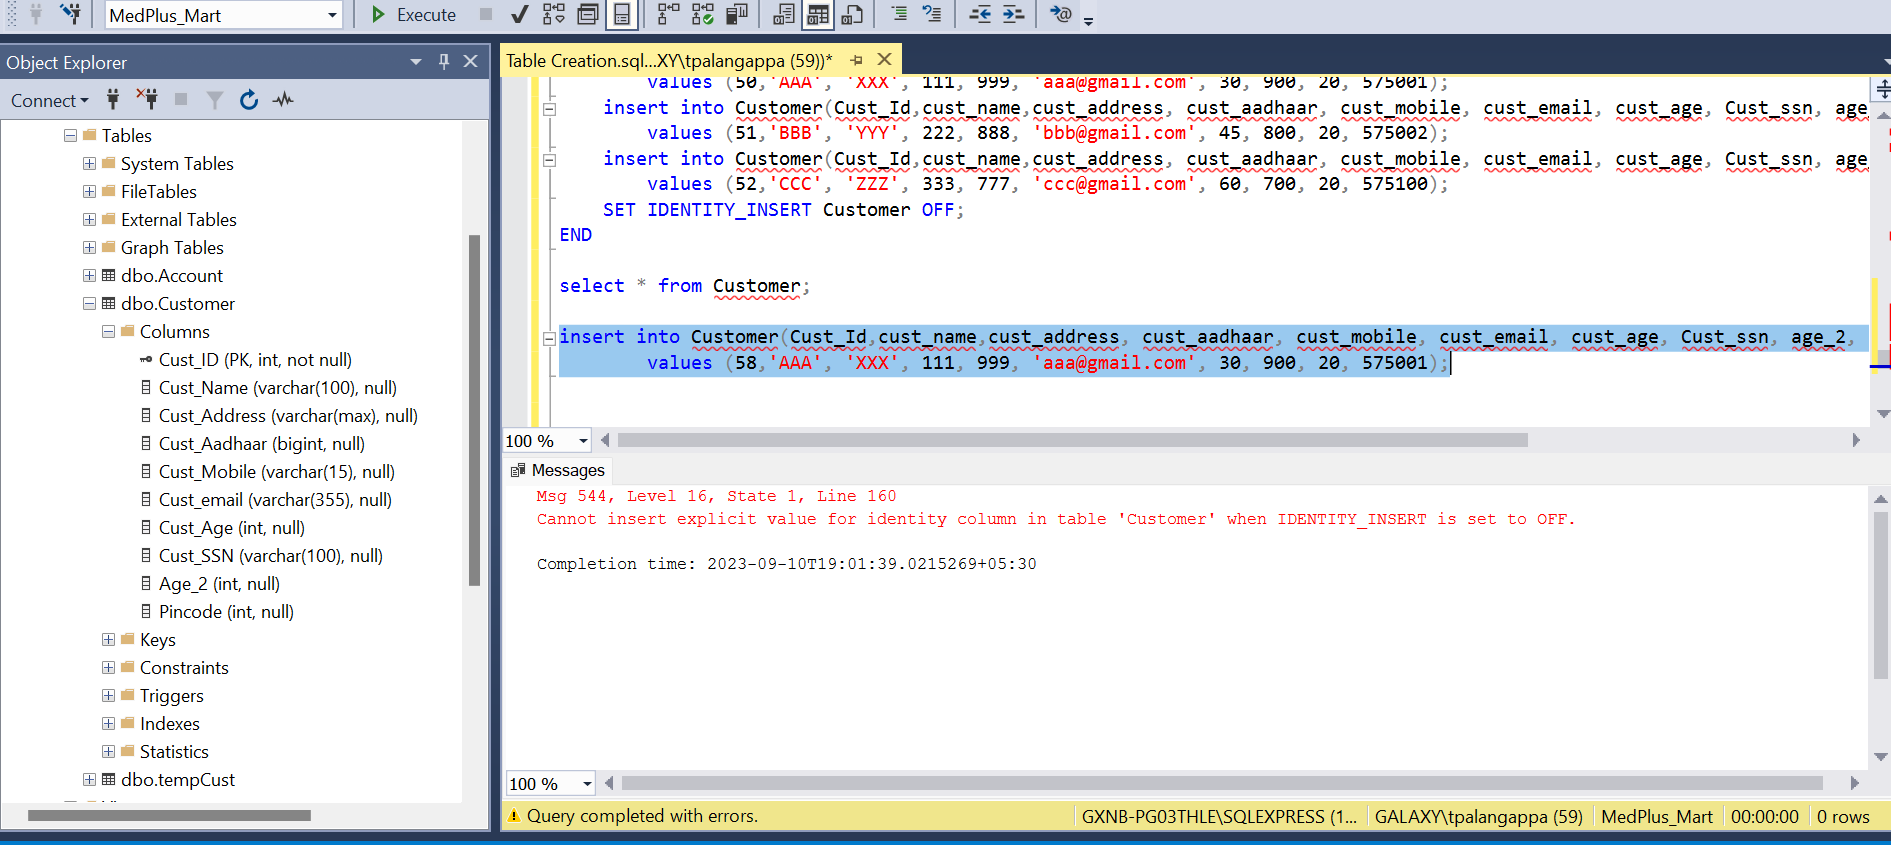 MedPlus_Mart
Execute
Object Explorer
Connect
Tables
System Tables
FileTables
External Tables
Graph Tables
dbo.Account
dbo.Customer
Columns
Cust_ID (PK, int, not null)
Cust_Name (varchar(100), null)
Cust_Address (varchar(max), null)
Cust_Aadhaar (bigint, null)
Cust_Mobile (varchar(15), null)
Cust_email (varchar(355), null)
Cust_Age (int, null)
Cust_SSN (varchar(100), null)
Age_2 (int, null)
Pincode (int, null)
Keys
Constraints
Triggers
Indexes
Statistics
dbo.tempCust
Table Creation.sql...XY\tpalangappa (59))*
values (50,'AAA', 'XXX', 111, 999, 'aaa@gmail.com', 30, 900, 20, 575001);
insert into Customer(Cust_Id,cust_name,cust_address, cust_aadhaar, cust_mobile, cust_email, cust_age, Cust_ssn, age_
values (51,'BBB', 'YYY', 222, 888, 'bbb@gmail.com', 45, 800, 20, 575002);
insert into Customer(Cust_Id,cust_name,cust_address, cust_aadhaar, cust_mobile, cust_email, cust_age, Cust_ssn, age_
values (52,'CCC', 'ZZZ', 333, 777, 'ccc@gmail.com', 60, 700, 20, 575100);
SET IDENTITY_INSERT Customer OFF;
END
select * from Customer;
insert into Customer(Cust_Id,cust_name,cust_address, cust_aadhaar, cust_mobile, cust_email, cust_age, Cust_ssn, age_2,
values (58,'AAA', 'XXX', 111, 999, 'aaa@gmail.com', 30, 900, 20, 575001);
100 %
Messages
Msg 544, Level 16, State 1, Line 160
Cannot insert explicit value for identity column in table 'Customer' when IDENTITY_INSERT is set to OFF.
Completion time: 2023-09-10T19:01:39.0215269+05:30
100 %
Query completed with errors.
GXNB-PG03THLE\SQLEXPRESS (1...
GALAXY\tpalangappa (59)
MedPlus_Mart
00:00:00
0 rows